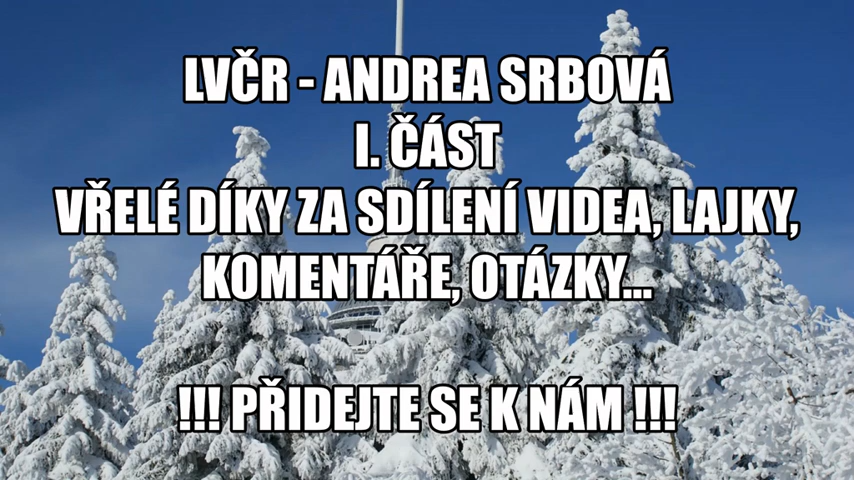 LVČR - ANDREA SRBOVÁ
I. ČÁST
VŘELÉ DÍKY ZA SDÍLENÍ VIDEA, LAJKY,
KOMENTÁŘE, OTÁZKY...
!!! PŘIDEJTE SE K NÁM !!!